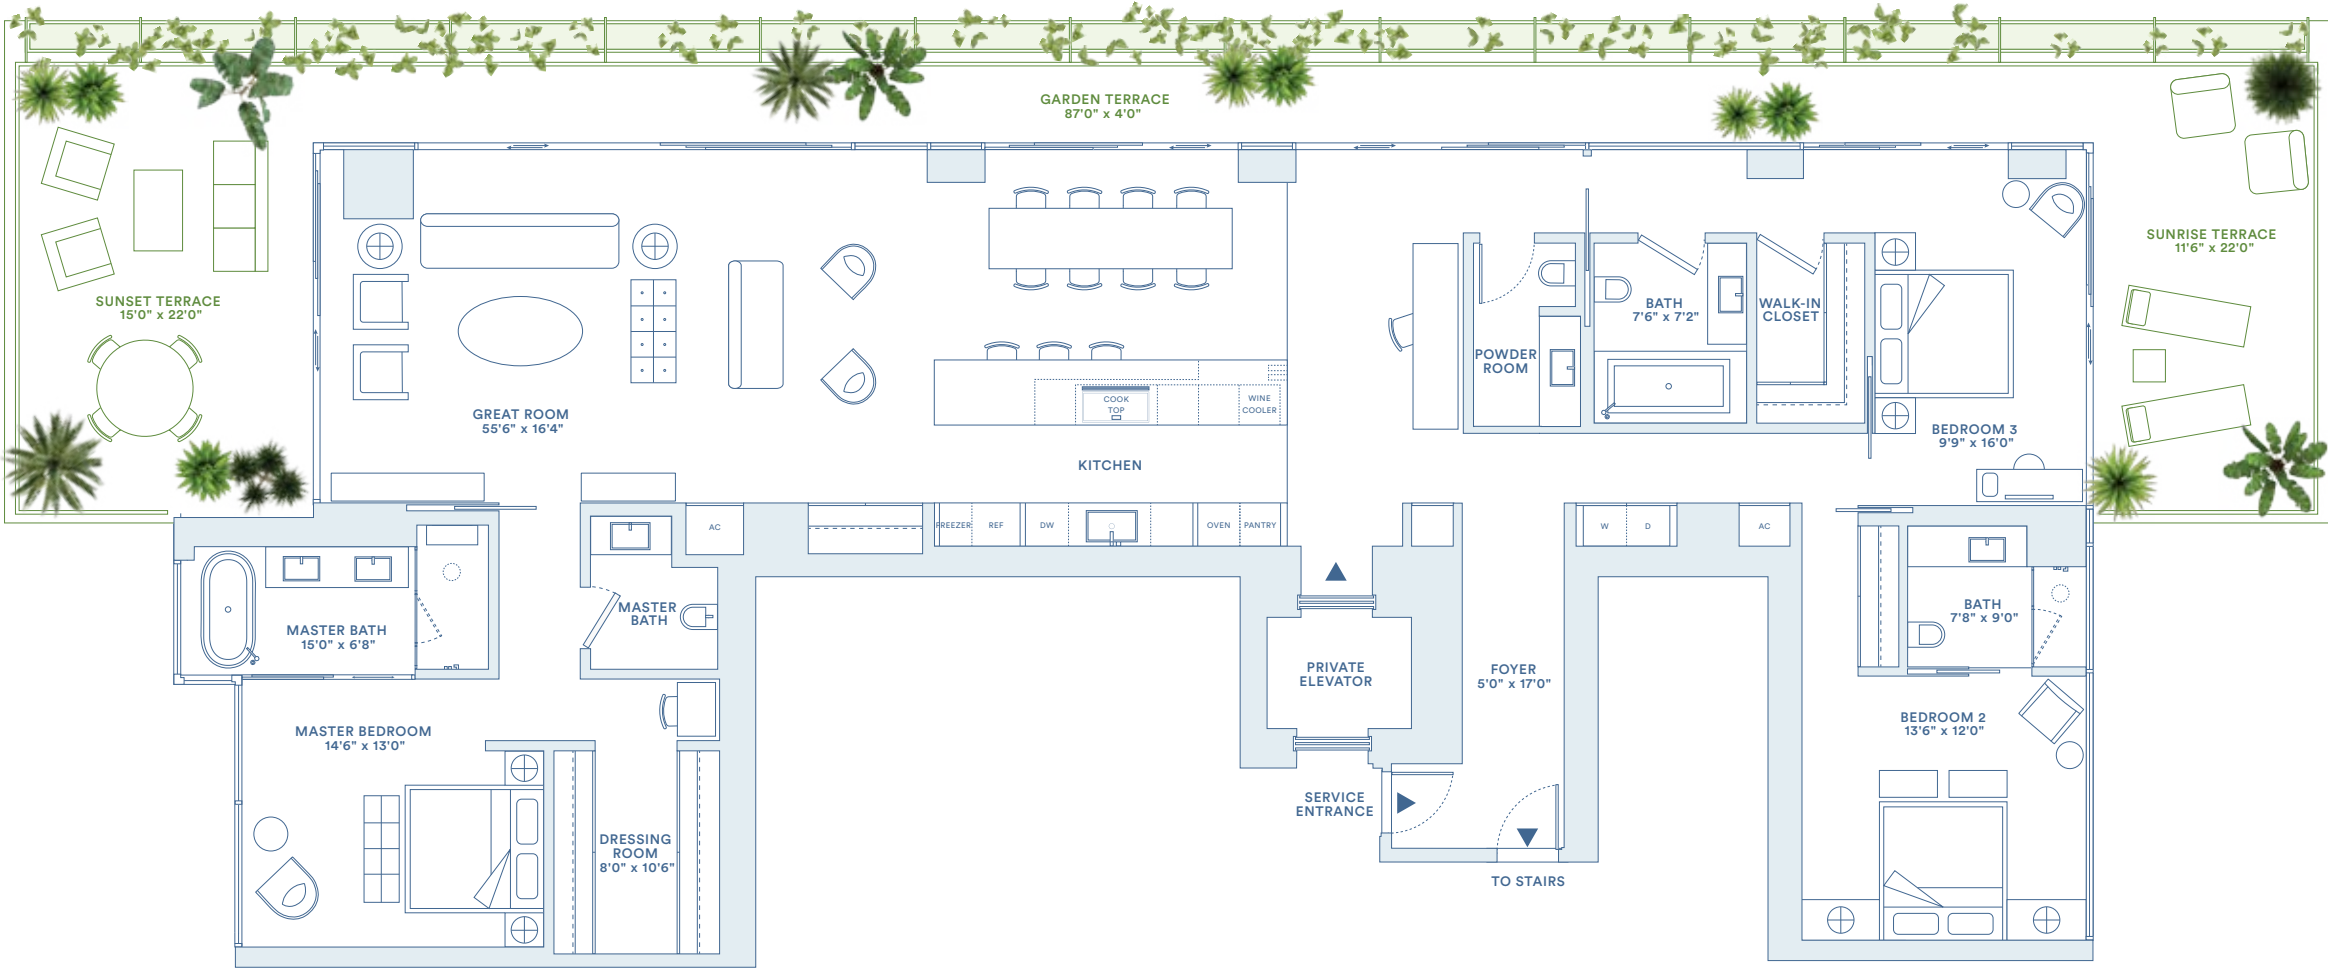 GARDEN TERRACE
87'0" x 4'0"
SUNSET TERRACE
15'0" x 22'0"
SUNRISE TERRACE
11'6" x 22'0"
GREAT ROOM
55'6" x 16'4"
COOK
TOP
WINE
COOLER
KITCHEN
POWDER
ROOM
BATH
7'6" x 7'2"
WALK-IN
CLOSET
BEDROOM 3
9'9" x 16'0"
AC
FREEZER
REF
DW
OVEN
PANTRY
W
D
AC
MASTER BATH
15'0" x 6'8"
MASTER
BATH
PRIVATE
ELEVATOR
FOYER
5'0" x 17'0"
BATH
7'8" x 9'0"
MASTER BEDROOM
14'6" x 13'0"
BEDROOM 2
13'6" x 12'0"
DRESSING
ROOM
8'0" x 10'6"
SERVICE
ENTRANCE
TO STAIRS